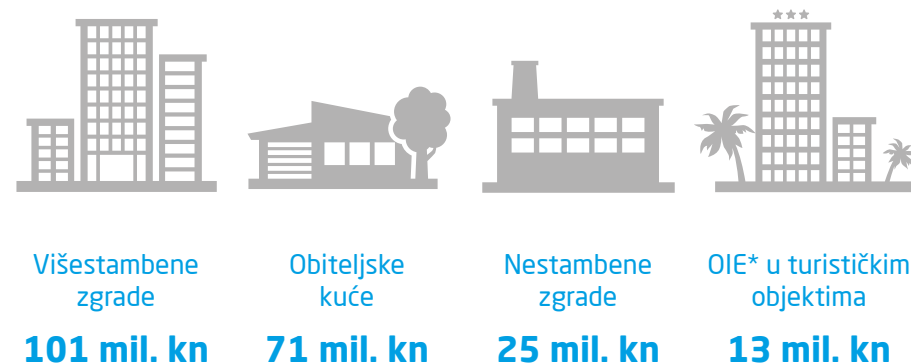 Višestambene
zgrade
101 mil. kn
Obiteljske
kuće
71 mil. kn
Nestambene
zgrade
25 mil. kn
OIE* u turističkim
objektima
13 mil. kn